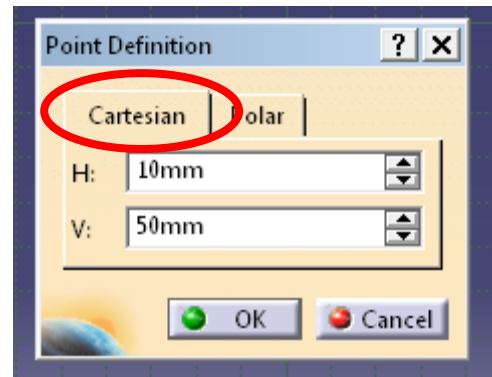 Point Definition ? X
Cartesian Polar
H: 10mm
V: 50mm
OK Cancel